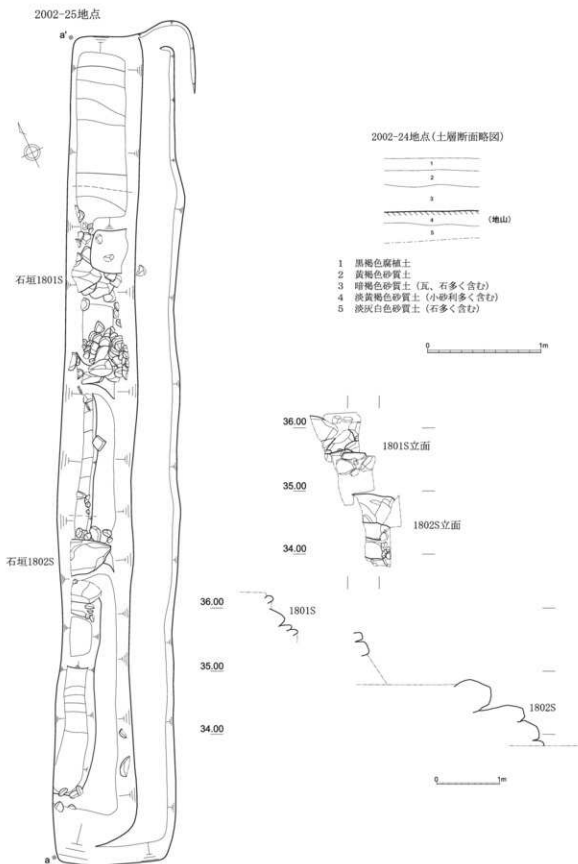 2002-25地点
a'
石垣1801S
石垣1802S
a
2002-24地点(土層断面略図)
1
2
3
4
5
(地山)
1 黒褐色腐植土
2 黄褐色砂質土
3 暗褐色砂質土(瓦、石多く含む)
4 淡黄褐色砂質土(小砂利多く含む)
5 淡灰白色砂質土(石多く含む)
0 1m
36.00
1801S立面
35.00
1802S立面
34.00
36.00
1801S
35.00
1802S
34.00
0 1m